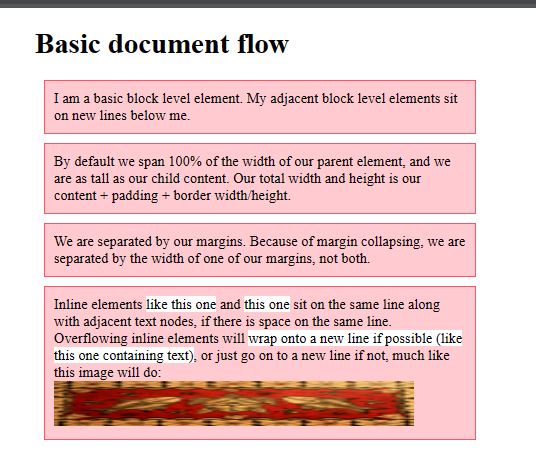 Basic document flow
I am a basic block level element. My adjacent block level elements sit
on new lines below me.
By default we span 100% of the width of our parent element, and we
are as tall as our child content. Our total width and height is our
content + padding + border width/height.
We are separated by our margins. Because of margin collapsing, we are
separated by the width of one of our margins, not both.
Inline elements like this one and this one sit on the same line along
with adjacent text nodes, if there is space on the same line.
Overflowing inline elements will wrap onto a new line if possible (like
this one containing text), or just go on to a new line if not, much like
this image will do: